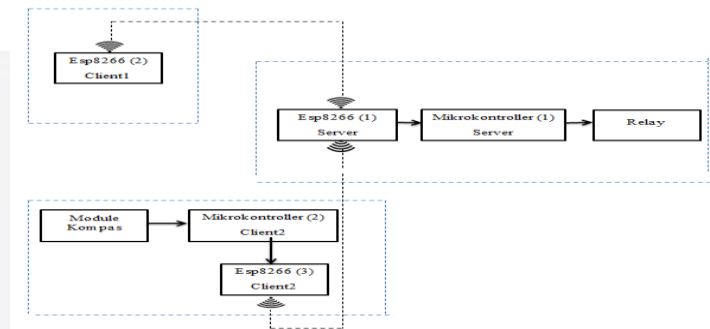 Esp8266 (2)
Client1
Esp8266 (1)
Server
Mikrokontroller (1)
Server
Relay
Module
Kompas
Mikrokontroller (2)
Client2
Esp8266 (3)
Client2